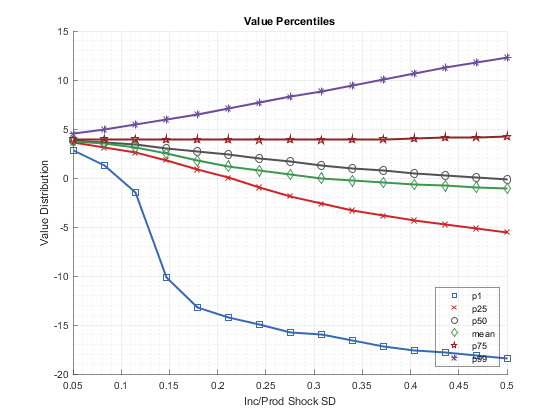 Value Percentiles
15
10
5
0
-5
-10
-15
-20
Value Distribution
0.05
0.1
0.15
0.2
0.25
0.3
0.35
0.4
0.45
0.5
Inc/Prod Shock SD
p1
p25
p50
mean
p75
p99